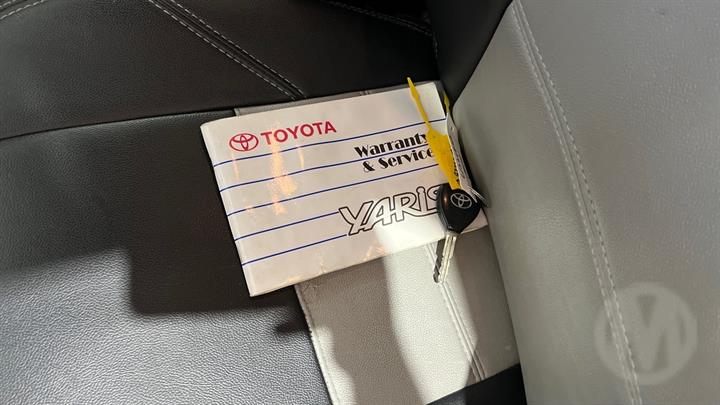 TOYOTA
Warranty
& Service
YARIS